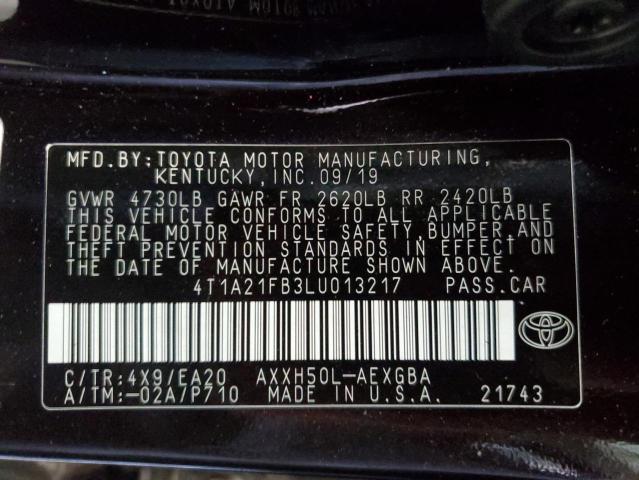 MFD.BY:TOYOTA MOTOR MANUFACTURING,
KENTUCKY,INC.09/19
GVWR 4730LB GAWR FR 2620LB RR 2420LB
THIS VEHICLE CONFORMS TO ALL APPLICABLE
FEDERAL MOTOR VEHICLE SAFETY,BUMPER,AND
THEFT PREVENTION STANDARDS IN EFFECT ON
THE DATE OF MANUFACTURE SHOWN ABOVE.
4T1A21FB3LU013217 PASS.CAR
C/TR:4X9/EA20 AXXH50L-AEXGBA
A/TM:-02A/P710 MADE IN U.S.A. 21743